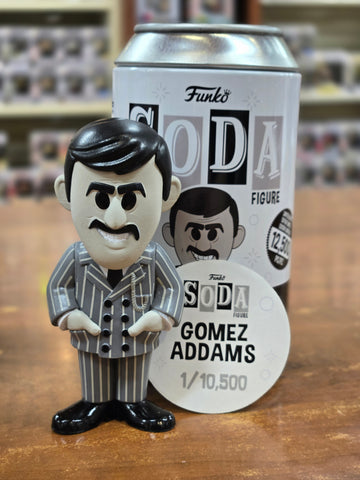 Funko
SODA
FIGURE
12,500
PCS
Funko
SODA
FIGURE
GOMEZ
ADDAMS
1/10,500